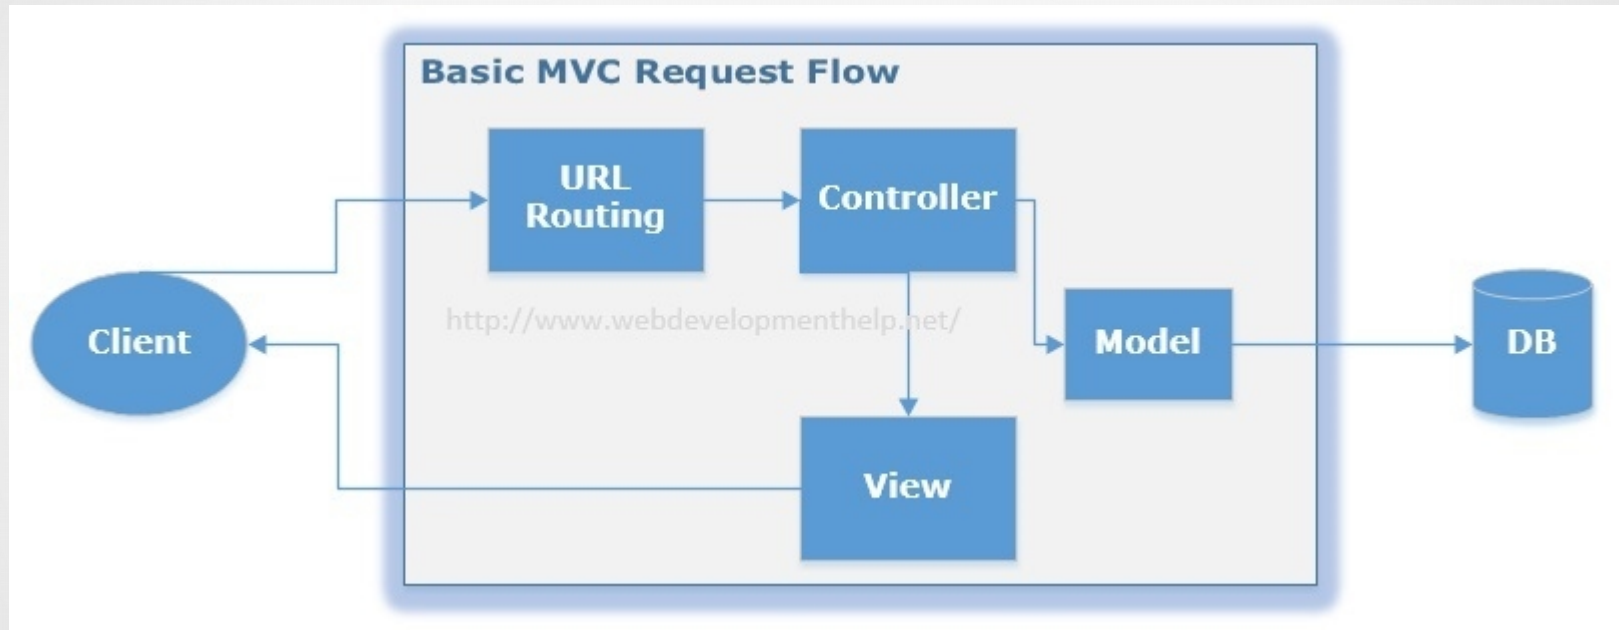 Basic MVC Request Flow
URL
Routing
Controller
http://www.webdevelopmenthelp.net/
Client
Model
DB
View